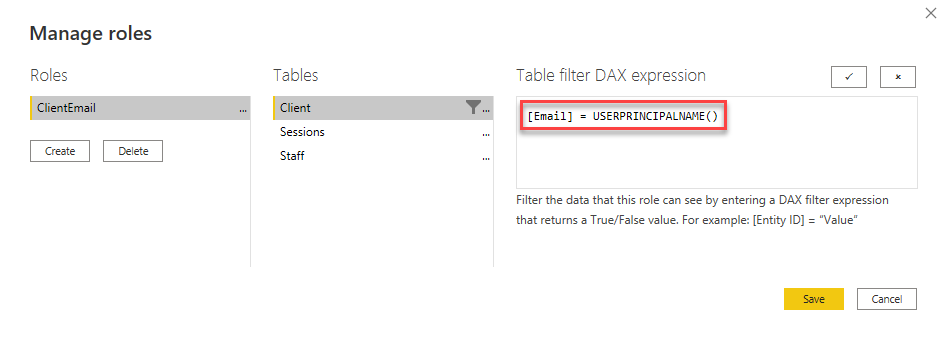 Manage roles
Roles
ClientEmail ...
Create Delete
Tables
Client ...
Sessions ...
Staff ...
Table filter DAX expression
[Email] = USERPRINCIPALNAME()
Filter the data that this role can see by entering a DAX filter expression
that returns a True/False value. For example: [Entity ID] = “Value”
Save Cancel